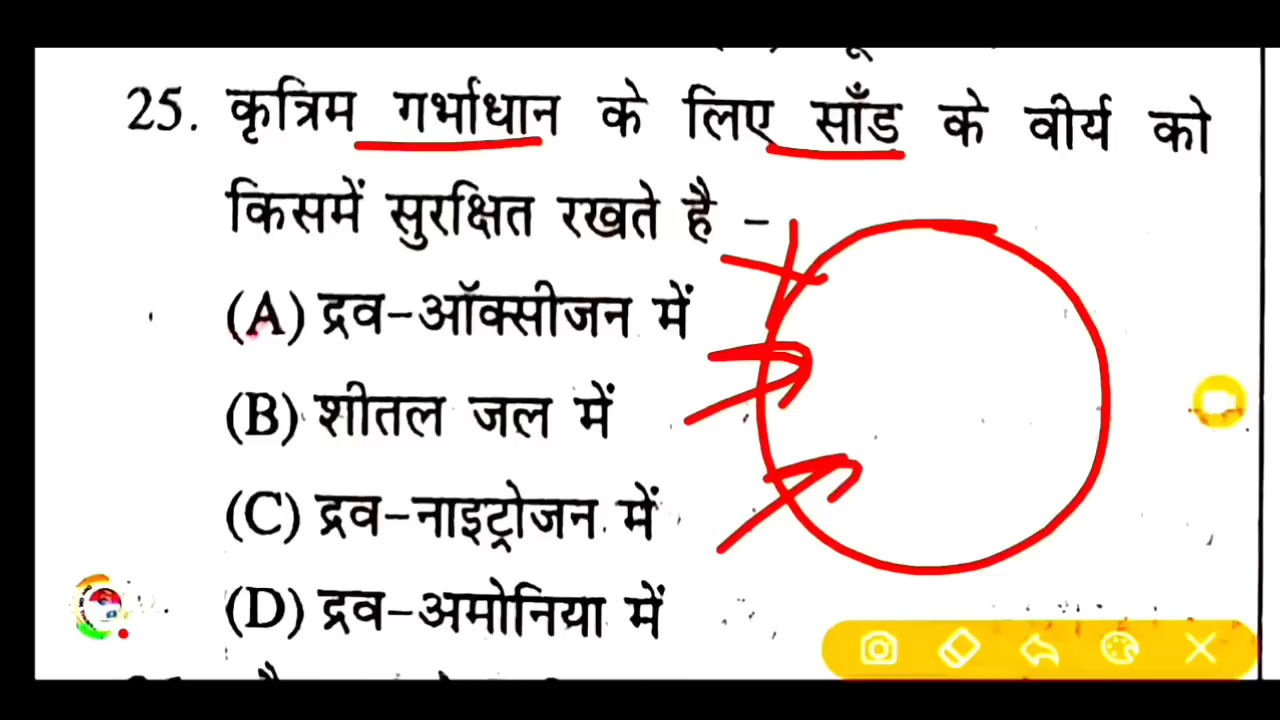 25. कृत्रिम गर्भाधान के लिए साँड के वीर्य को
किसमें सुरक्षित रखते है –
(A) द्रव-ऑक्सीजन में
(B) शीतल जल में
(C) द्रव-नाइट्रोजन में
(D) द्रव-अमोनिया में